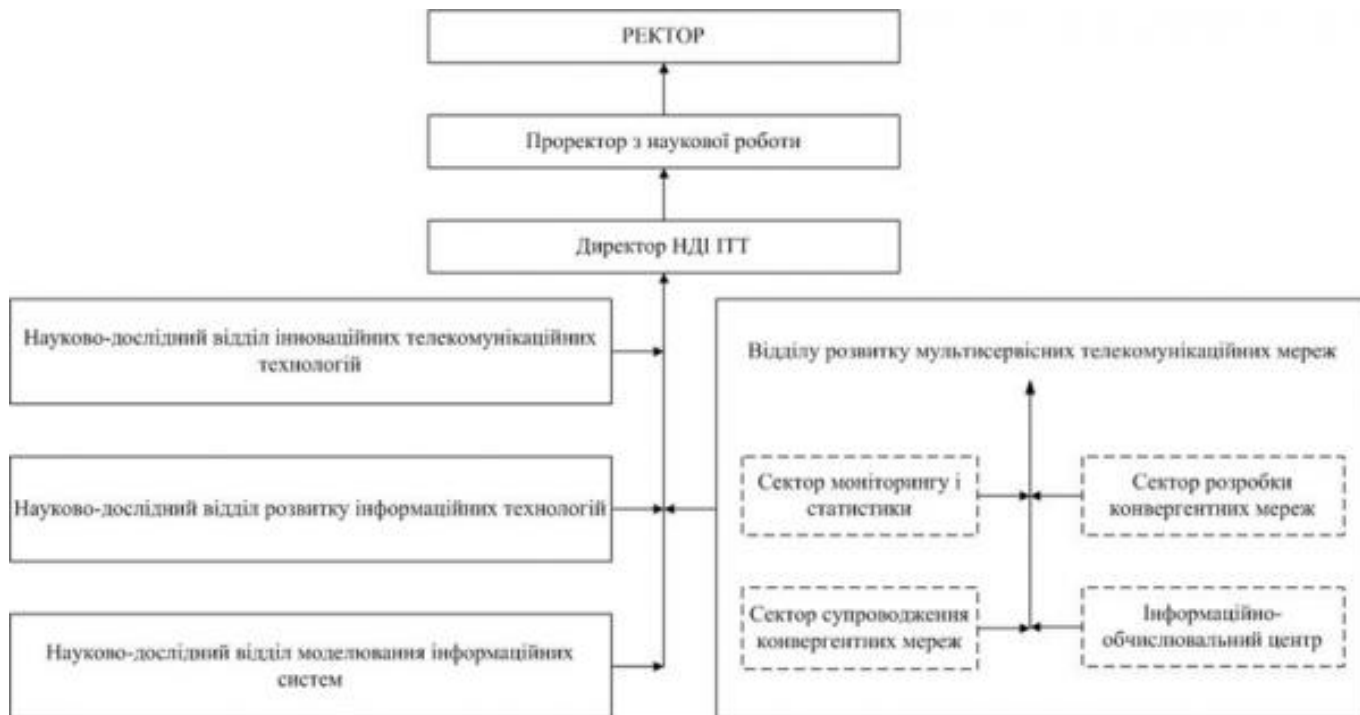 РЕКТОР
Проректор з наукової роботи
Директор НДІ ІТТ
Науково-дослідний відділ інноваційних телекомунікаційних
технологій
Науково-дослідний відділ розвитку інформаційних технологій
Науково-дослідний відділ моделювання інформаційних
систем
Відділу розвитку мультисервісних телекомунікаційних мереж
Сектор моніторингу і
статистики
Сектор розробки
конвергентних мереж
Сектор супроводження
конвергентних мереж
Інформаційно-
обчислювальний центр